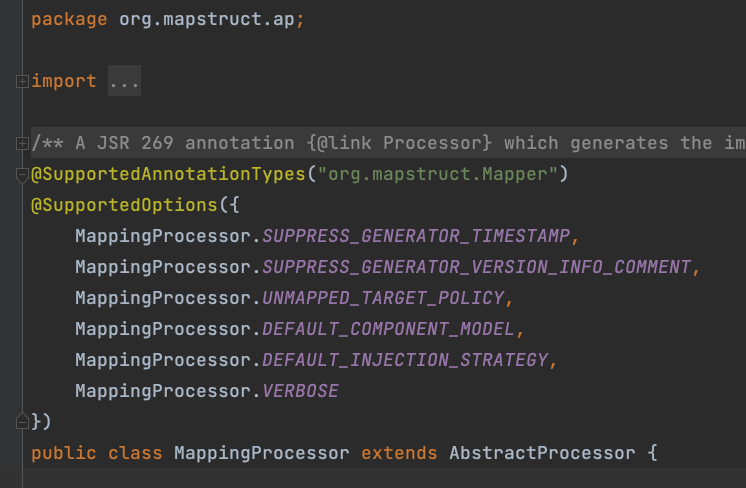 package org.mapstruct.ap;
import ...
/** A JSR 269 annotation {@link Processor} which generates the im
@SupportedAnnotationTypes("org.mapstruct.Mapper")
@SupportedOptions({
MappingProcessor.SUPPRESS_GENERATOR_TIMESTAMP,
MappingProcessor.SUPPRESS_GENERATOR_VERSION_INFO_COMMENT,
MappingProcessor.UNMAPPED_TARGET_POLICY,
MappingProcessor.DEFAULT_COMPONENT_MODEL,
MappingProcessor.DEFAULT_INJECTION_STRATEGY,
MappingProcessor.VERBOSE
})
public class MappingProcessor extends AbstractProcessor {